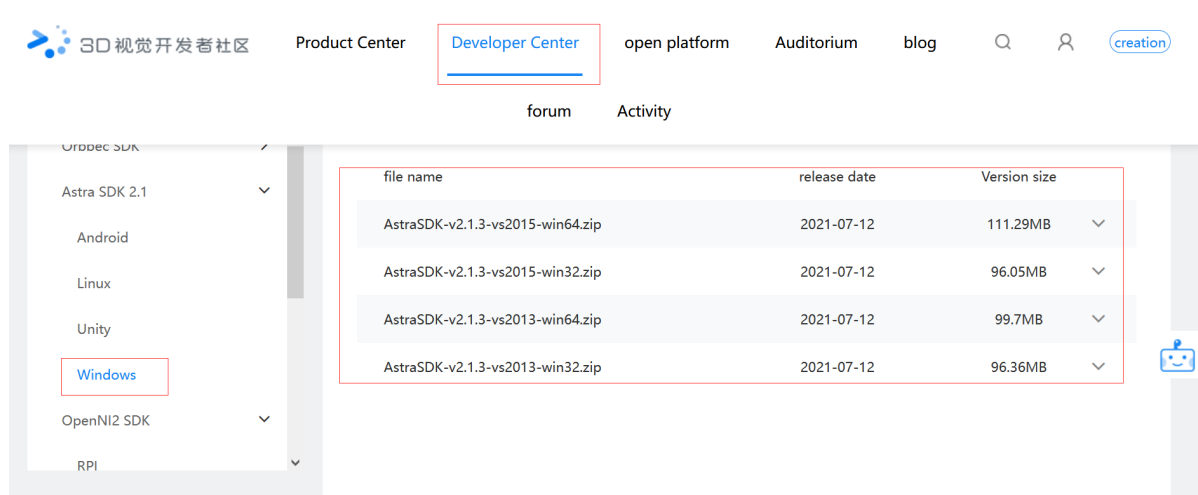 3D视觉开发者社区 Product Center Developer Center open platform Auditorium blog creation
forum Activity
Orbbec SDK
Astra SDK 2.1
Android
Linux
Unity
Windows
OpenNI2 SDK
RPI
file name release date Version size
AstraSDK-v2.1.3-vs2015-win64.zip 2021-07-12 111.29MB
AstraSDK-v2.1.3-vs2015-win32.zip 2021-07-12 96.05MB
AstraSDK-v2.1.3-vs2013-win64.zip 2021-07-12 99.7MB
AstraSDK-v2.1.3-vs2013-win32.zip 2021-07-12 96.36MB